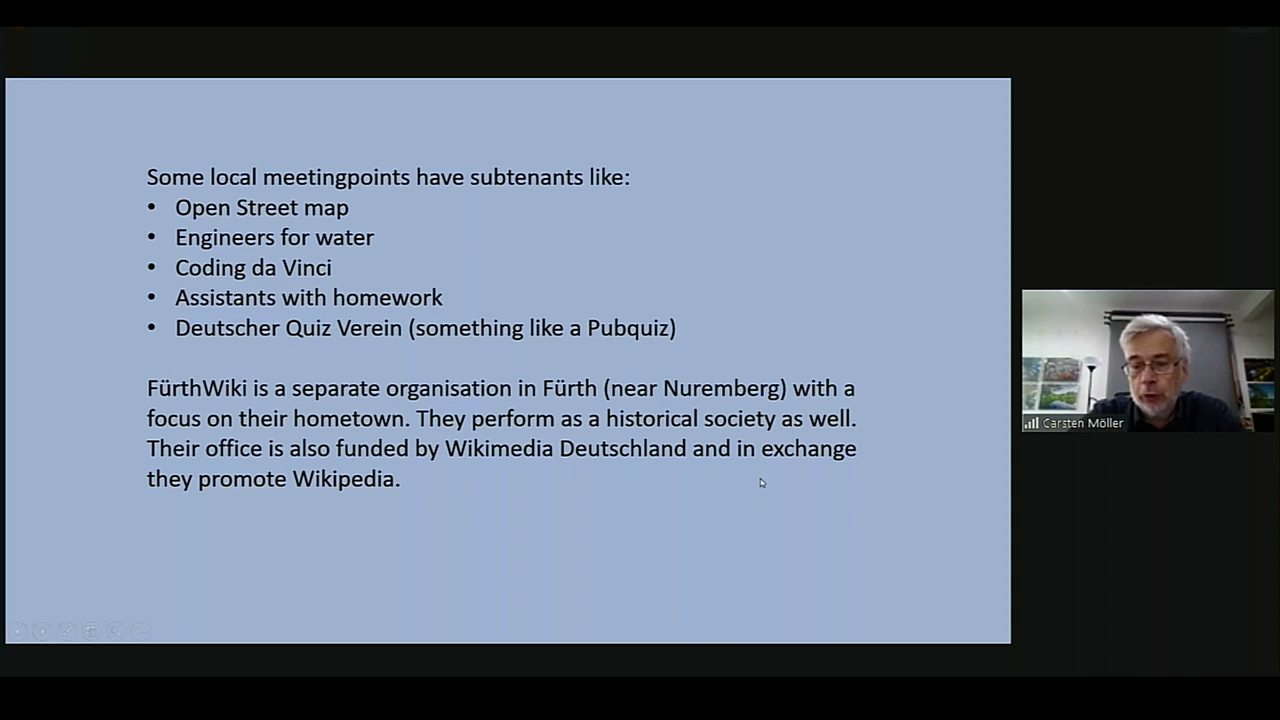 Some local meetingpoints have subtenants like:
• Open Street map
• Engineers for water
• Coding da Vinci
• Assistants with homework
• Deutscher Quiz Verein (something like a Pubquiz)
FürthWiki is a separate organisation in Fürth (near Nuremberg) with a
focus on their hometown. They perform as a historical society as well.
Their office is also funded by Wikimedia Deutschland and in exchange
they promote Wikipedia.
Carsten Möller